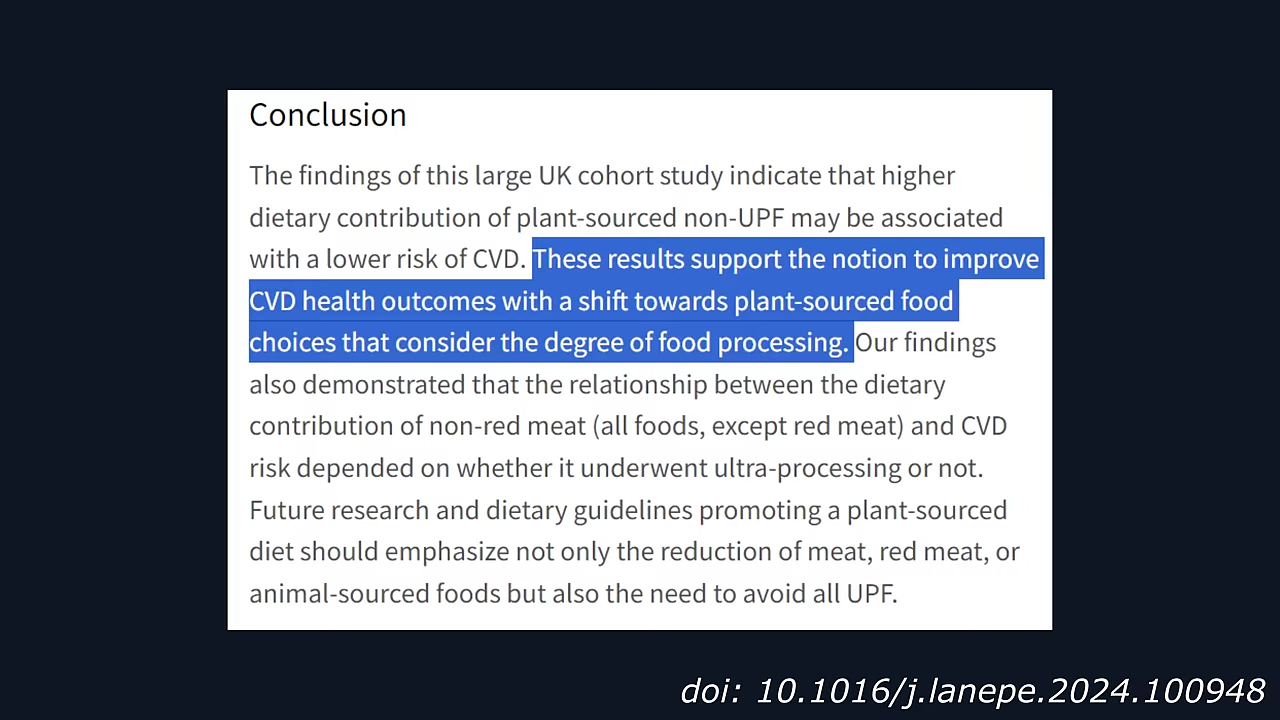 Conclusion
The findings of this large UK cohort study indicate that higher
dietary contribution of plant-sourced non-UPF may be associated
with a lower risk of CVD. These results support the notion to improve
CVD health outcomes with a shift towards plant-sourced food
choices that consider the degree of food processing. Our findings
also demonstrated that the relationship between the dietary
contribution of non-red meat (all foods, except red meat) and CVD
risk depended on whether it underwent ultra-processing or not.
Future research and dietary guidelines promoting a plant-sourced
diet should emphasize not only the reduction of meat, red meat, or
animal-sourced foods but also the need to avoid all UPF.
doi: 10.1016/j.lanepe.2024.100948